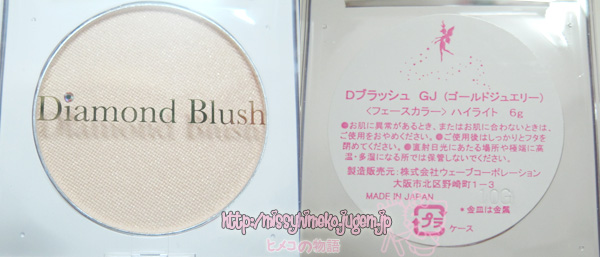 Diamond Blush
Dブラッシュ GJ (ゴールドジュエリー)
〈フェースカラー〉ハイライト 6g
●お肌に異常があるとき、またはお肌に合わないときは、
ご使用をおやめください。●ご使用後はしっかりとフタを
閉めてください。●直射日光にあたる場所や極端に高
温・多湿になる所では保管しないでください。
製造販売元:株式会社ウェーブコーポレーション
大阪市北区野崎町1-3
MADE IN JAPAN
*金皿は金属
プラ
ケース
http://missyhimeko.jugem.jp
ヒメコの物語